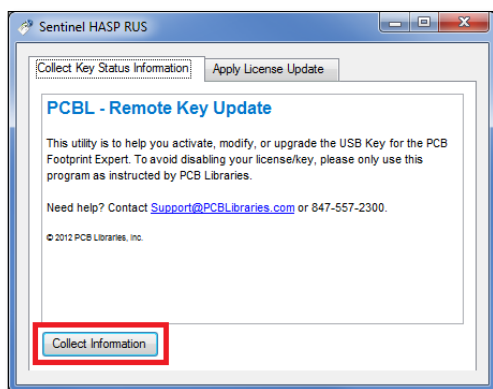 Sentinel HASP RUS
Collect Key Status Information
Apply License Update
PCBL - Remote Key Update
This utility is to help you activate, modify, or upgrade the USB Key for the PCB
Footprint Expert. To avoid disabling your license/key, please only use this
program as instructed by PCB Libraries.
Need help? Contact Support@PCBLibraries.com or 847-557-2300.
© 2012 PCB Libraries, Inc.
Collect Information